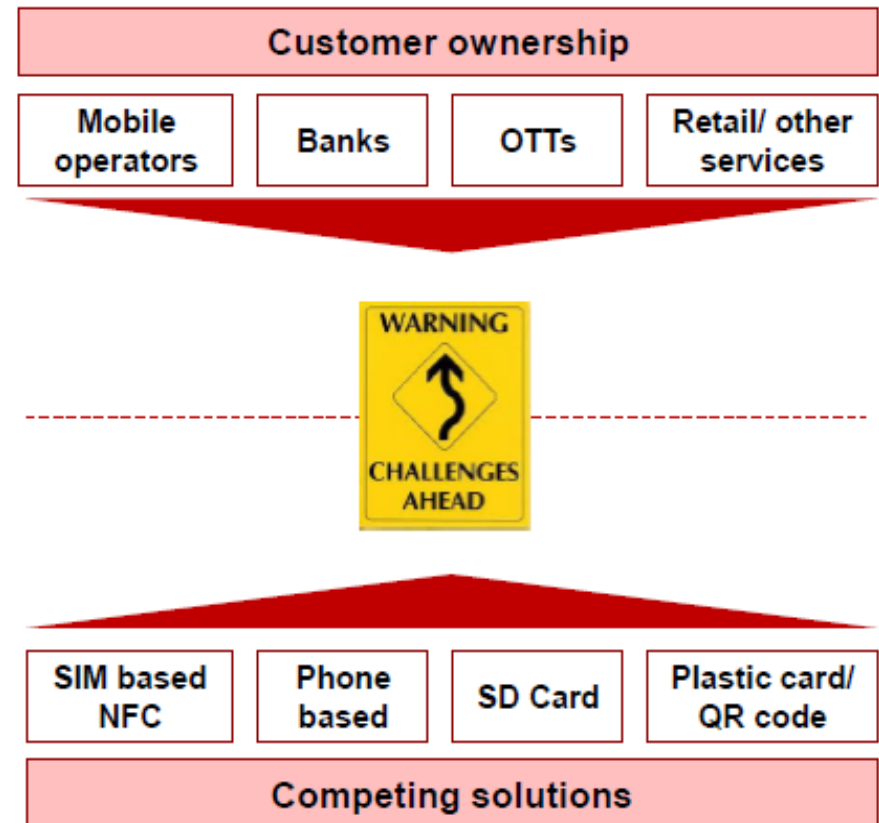 Customer ownership
Mobile
operators
Banks
OTTs
Retail/ other
services
WARNING
CHALLENGES
AHEAD
SIM based
NFC
Phone
based
SD Card
Plastic card/
QR code
Competing solutions